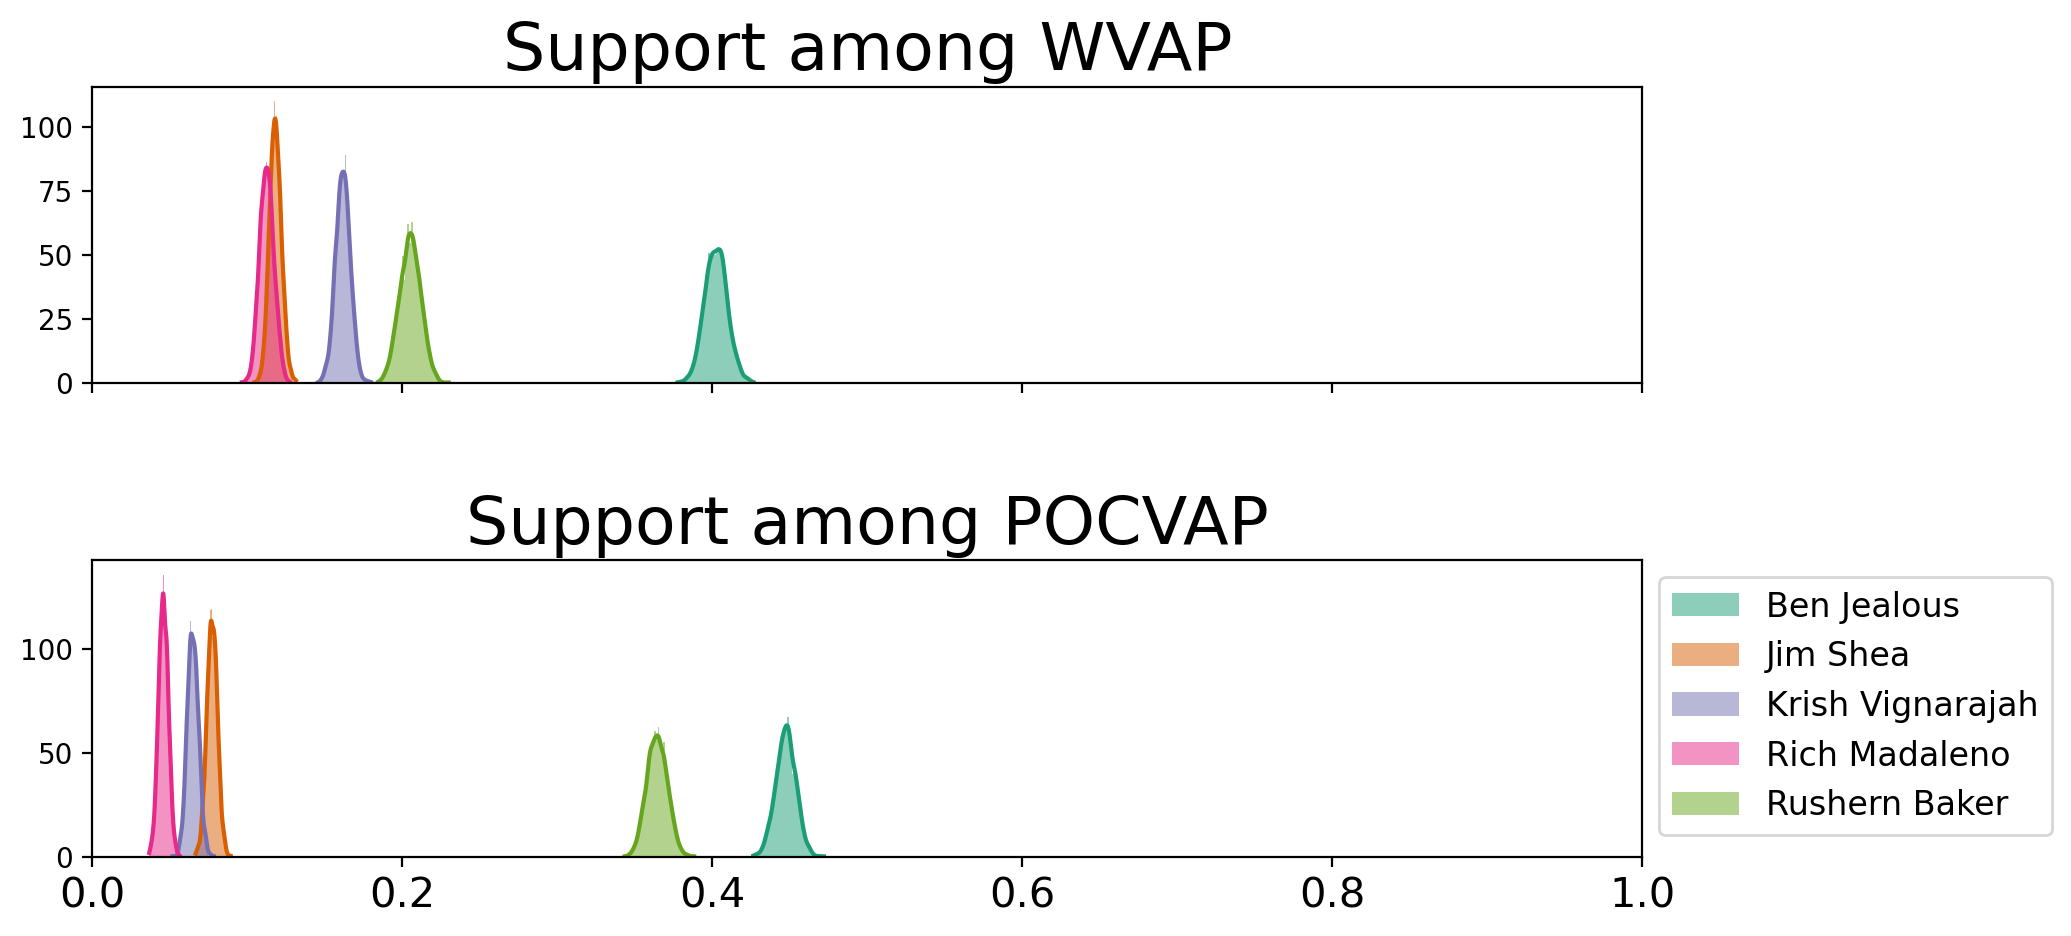 Support among WVAP
100
75
50
25
0
Support among POCVAP
100
50
0
0.0 0.2 0.4 0.6 0.8 1.0
Ben Jealous
Jim Shea
Krish Vignarajah
Rich Madaleno
Rushern Baker